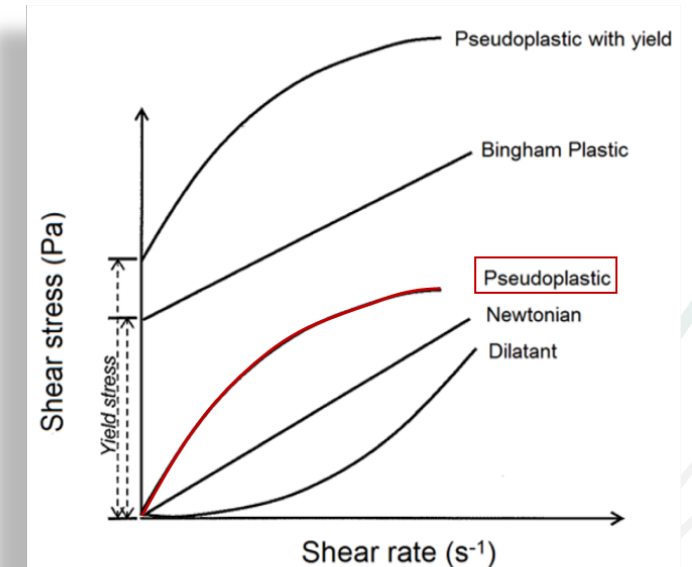 Pseudoplastic with yield
Bingham Plastic
Pseudoplastic
Newtonian
Dilatant
Shear stress (Pa)
Yield stress
Shear rate (s⁻¹)